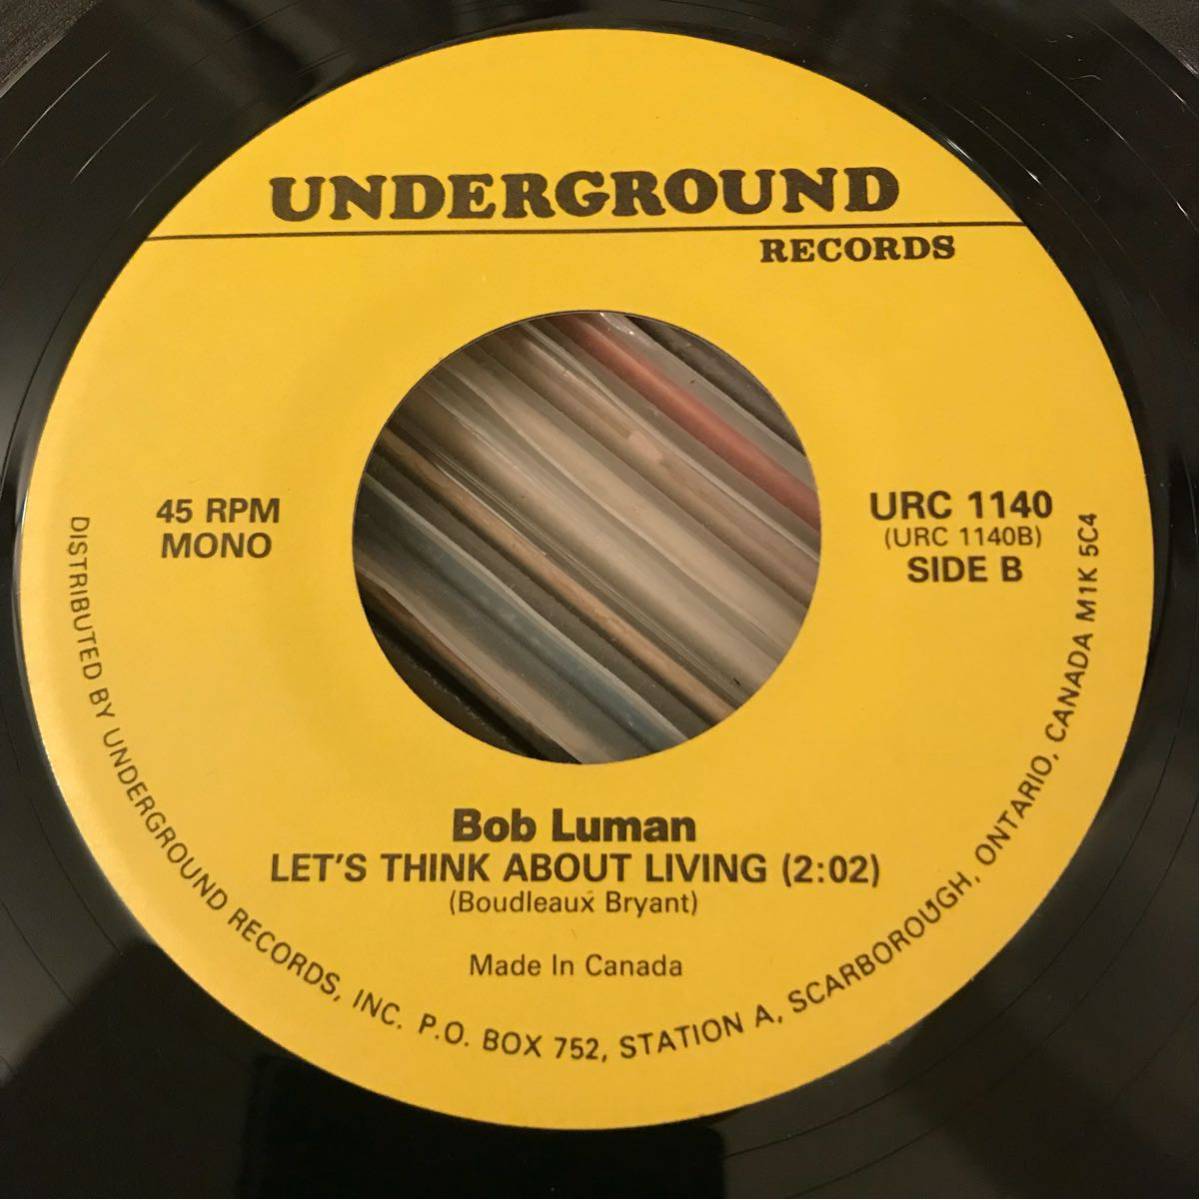 UNDERGROUND
RECORDS
45 RPM
MONO
URC 1140
(URC 1140B)
SIDE B
Bob Luman
LET'S THINK ABOUT LIVING (2:02)
(Boudleaux Bryant)
Made In Canada
DISTRIBUTED BY UNDERGROUND RECORDS, INC. P.O. BOX 752, STATION A, SCARBOROUGH, ONTARIO, CANADA M1K 5C4